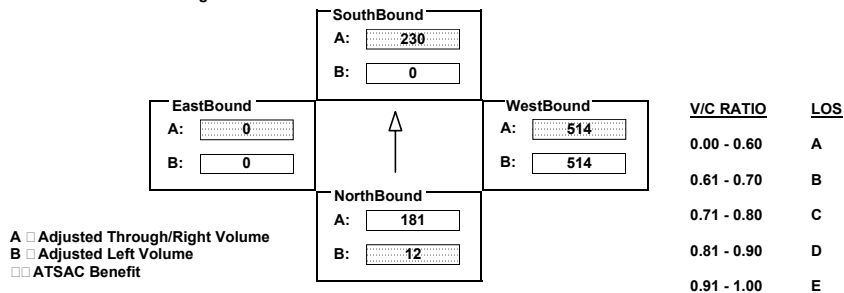 SouthBound
A: 230
B: 0
EastBound
A: 0
B: 0
WestBound
A: 514
B: 514
NorthBound
A: 181
B: 12
A □ Adjusted Through/Right Volume
B □ Adjusted Left Volume
□□ ATSAC Benefit
V/C RATIO LOS
0.00 - 0.60 A
0.61 - 0.70 B
0.71 - 0.80 C
0.81 - 0.90 D
0.91 - 1.00 E